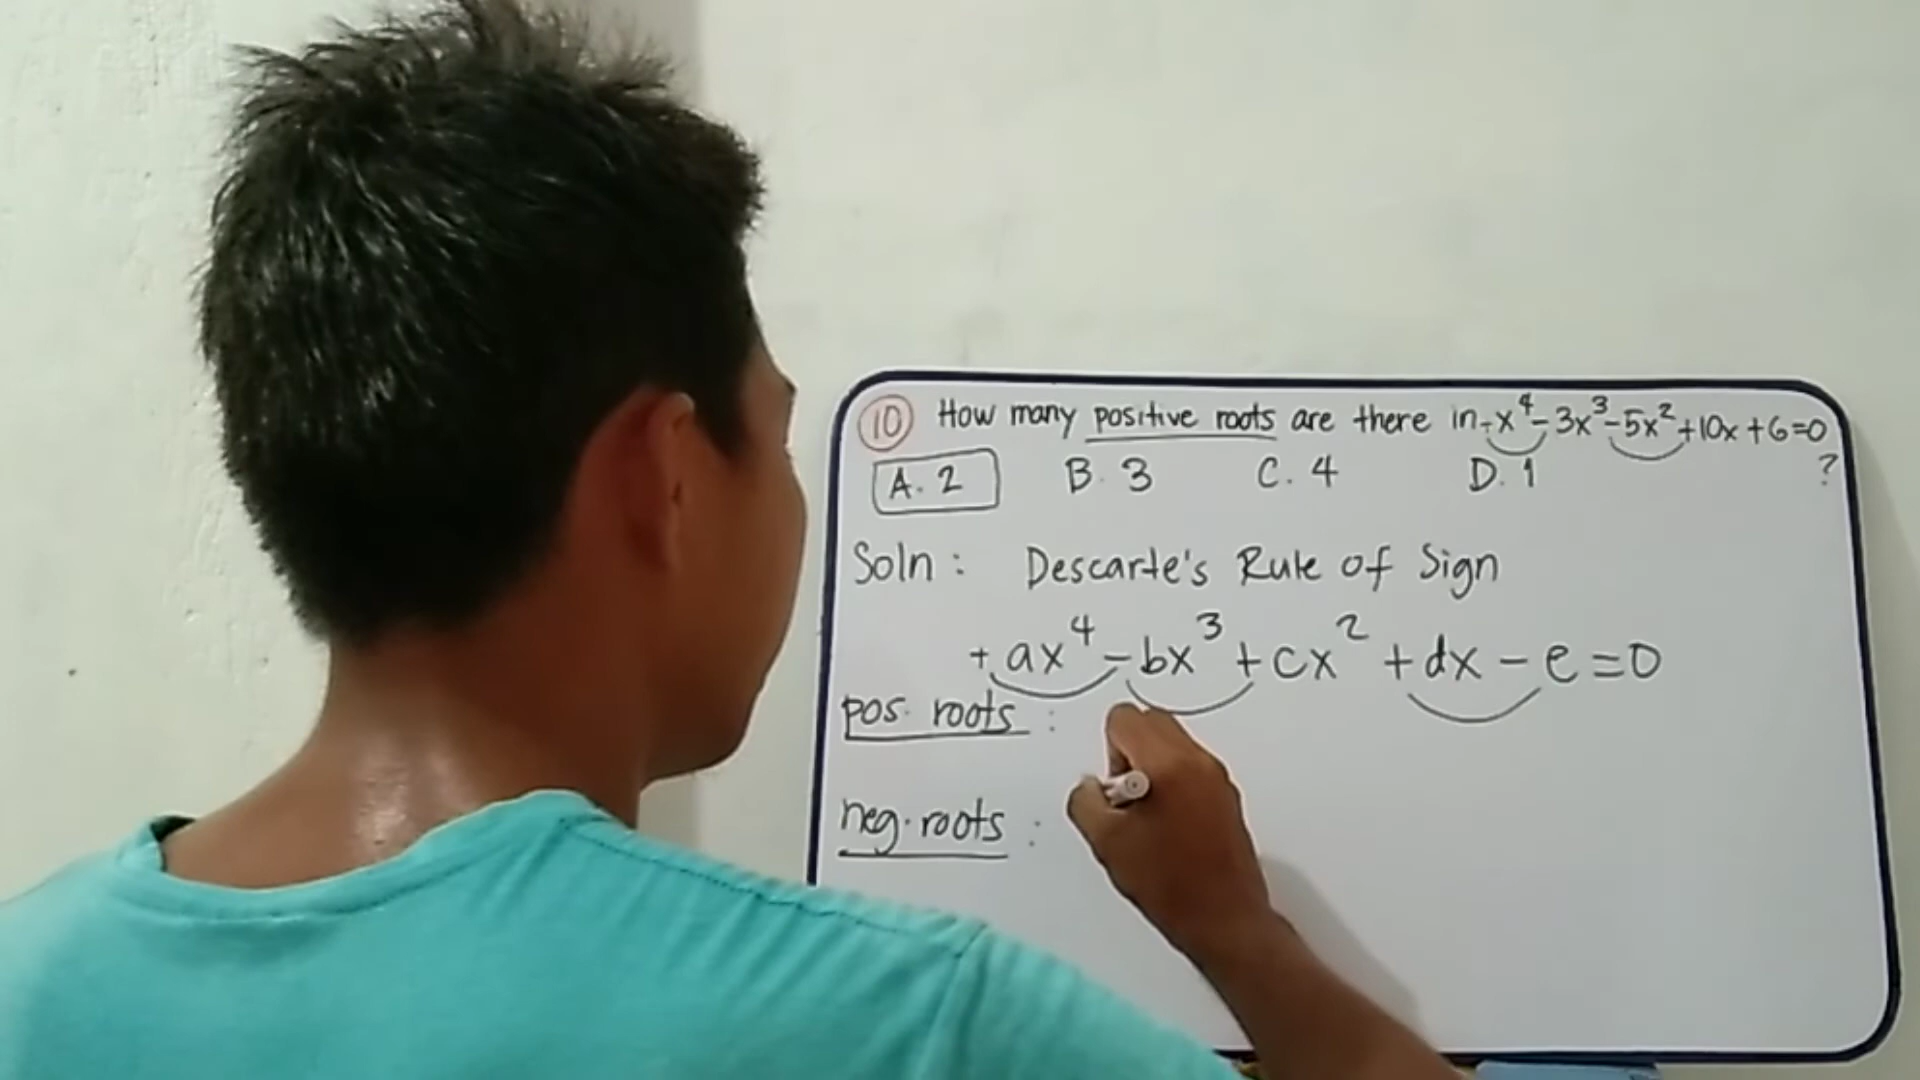 10 How many positive roots are there in +x⁴-3x³-5x²+10x+6=0
A. 2 B. 3 C. 4 D. 1 ?
Soln : Descarte's Rule of Sign
+ax⁴-bx³+cx²+dx-e=0
pos. roots :
neg. roots :